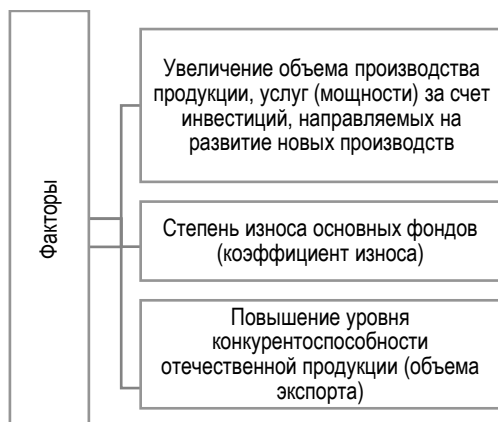 Факторы
Увеличение объема производства
продукции, услуг (мощности) за счет
инвестиций, направляемых на
развитие новых производств
Степень износа основных фондов
(коэффициент износа)
Повышение уровня
конкурентоспособности
отечественной продукции (объема
экспорта)